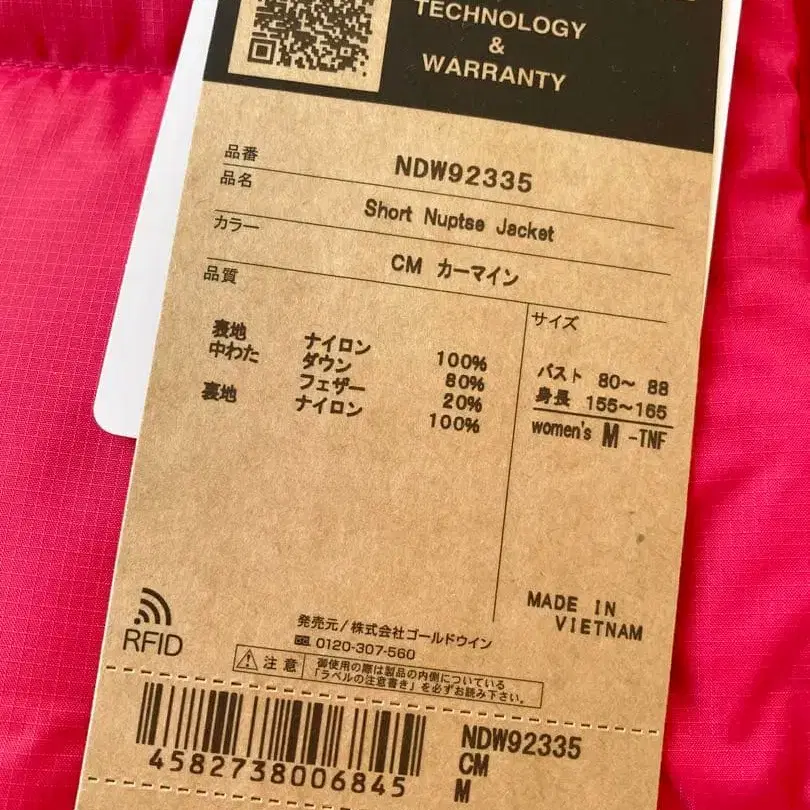 TECHNOLOGY
&
WARRANTY
品番 NDW92335
品名 Short Nuptse Jacket
カラー CM カーマイン
品質
表地 ナイロン 100%
中わた ダウン 80%
フェザー 20%
裏地 ナイロン 100%
サイズ
バスト 80～ 88
身長 155～165
women's M -TNF
MADE IN
VIETNAM
RFID
発売元/株式会社ゴールドウイン
0120-307-560
注意
御使用の際は製品の内側についている
「ラベルの注意書き」を必ずお読み下さい。
4582738006845
NDW92335
CM
M